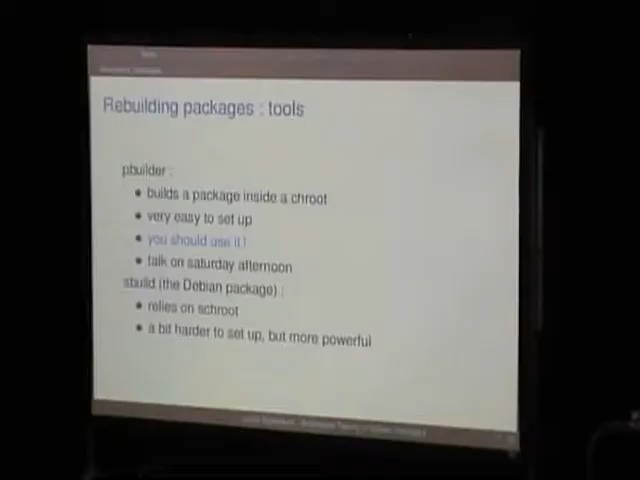 Rebuilding packages : tools
pbuilder :
builds a package inside a chroot
very easy to set up
you should use it !
talk on saturday afternoon
sbuild (the Debian package) :
relies on schroot
a bit harder to set up, but more powerful